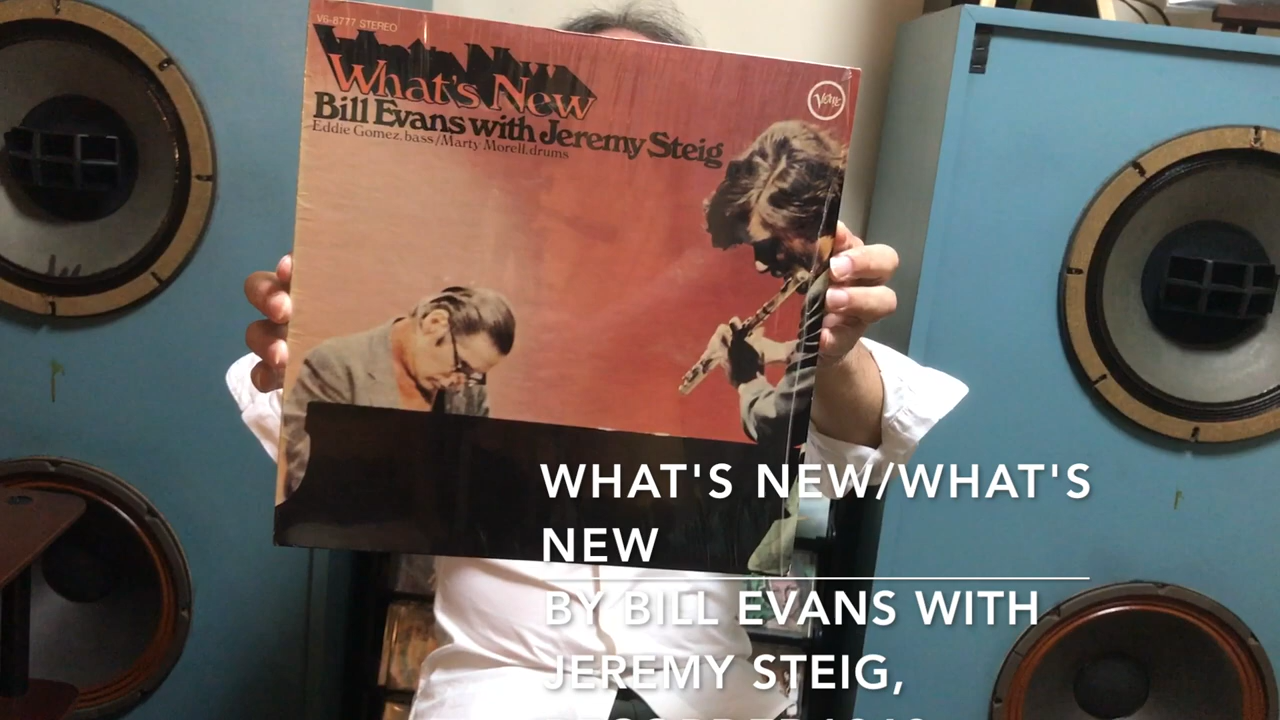 V6-8777 STEREO
What's New
Bill Evans with Jeremy Steig
Eddie Gomez, bass/Marty Morell, drums
Verve
WHAT'S NEW/WHAT'S
NEW
BY BILL EVANS WITH
JEREMY STEIG,